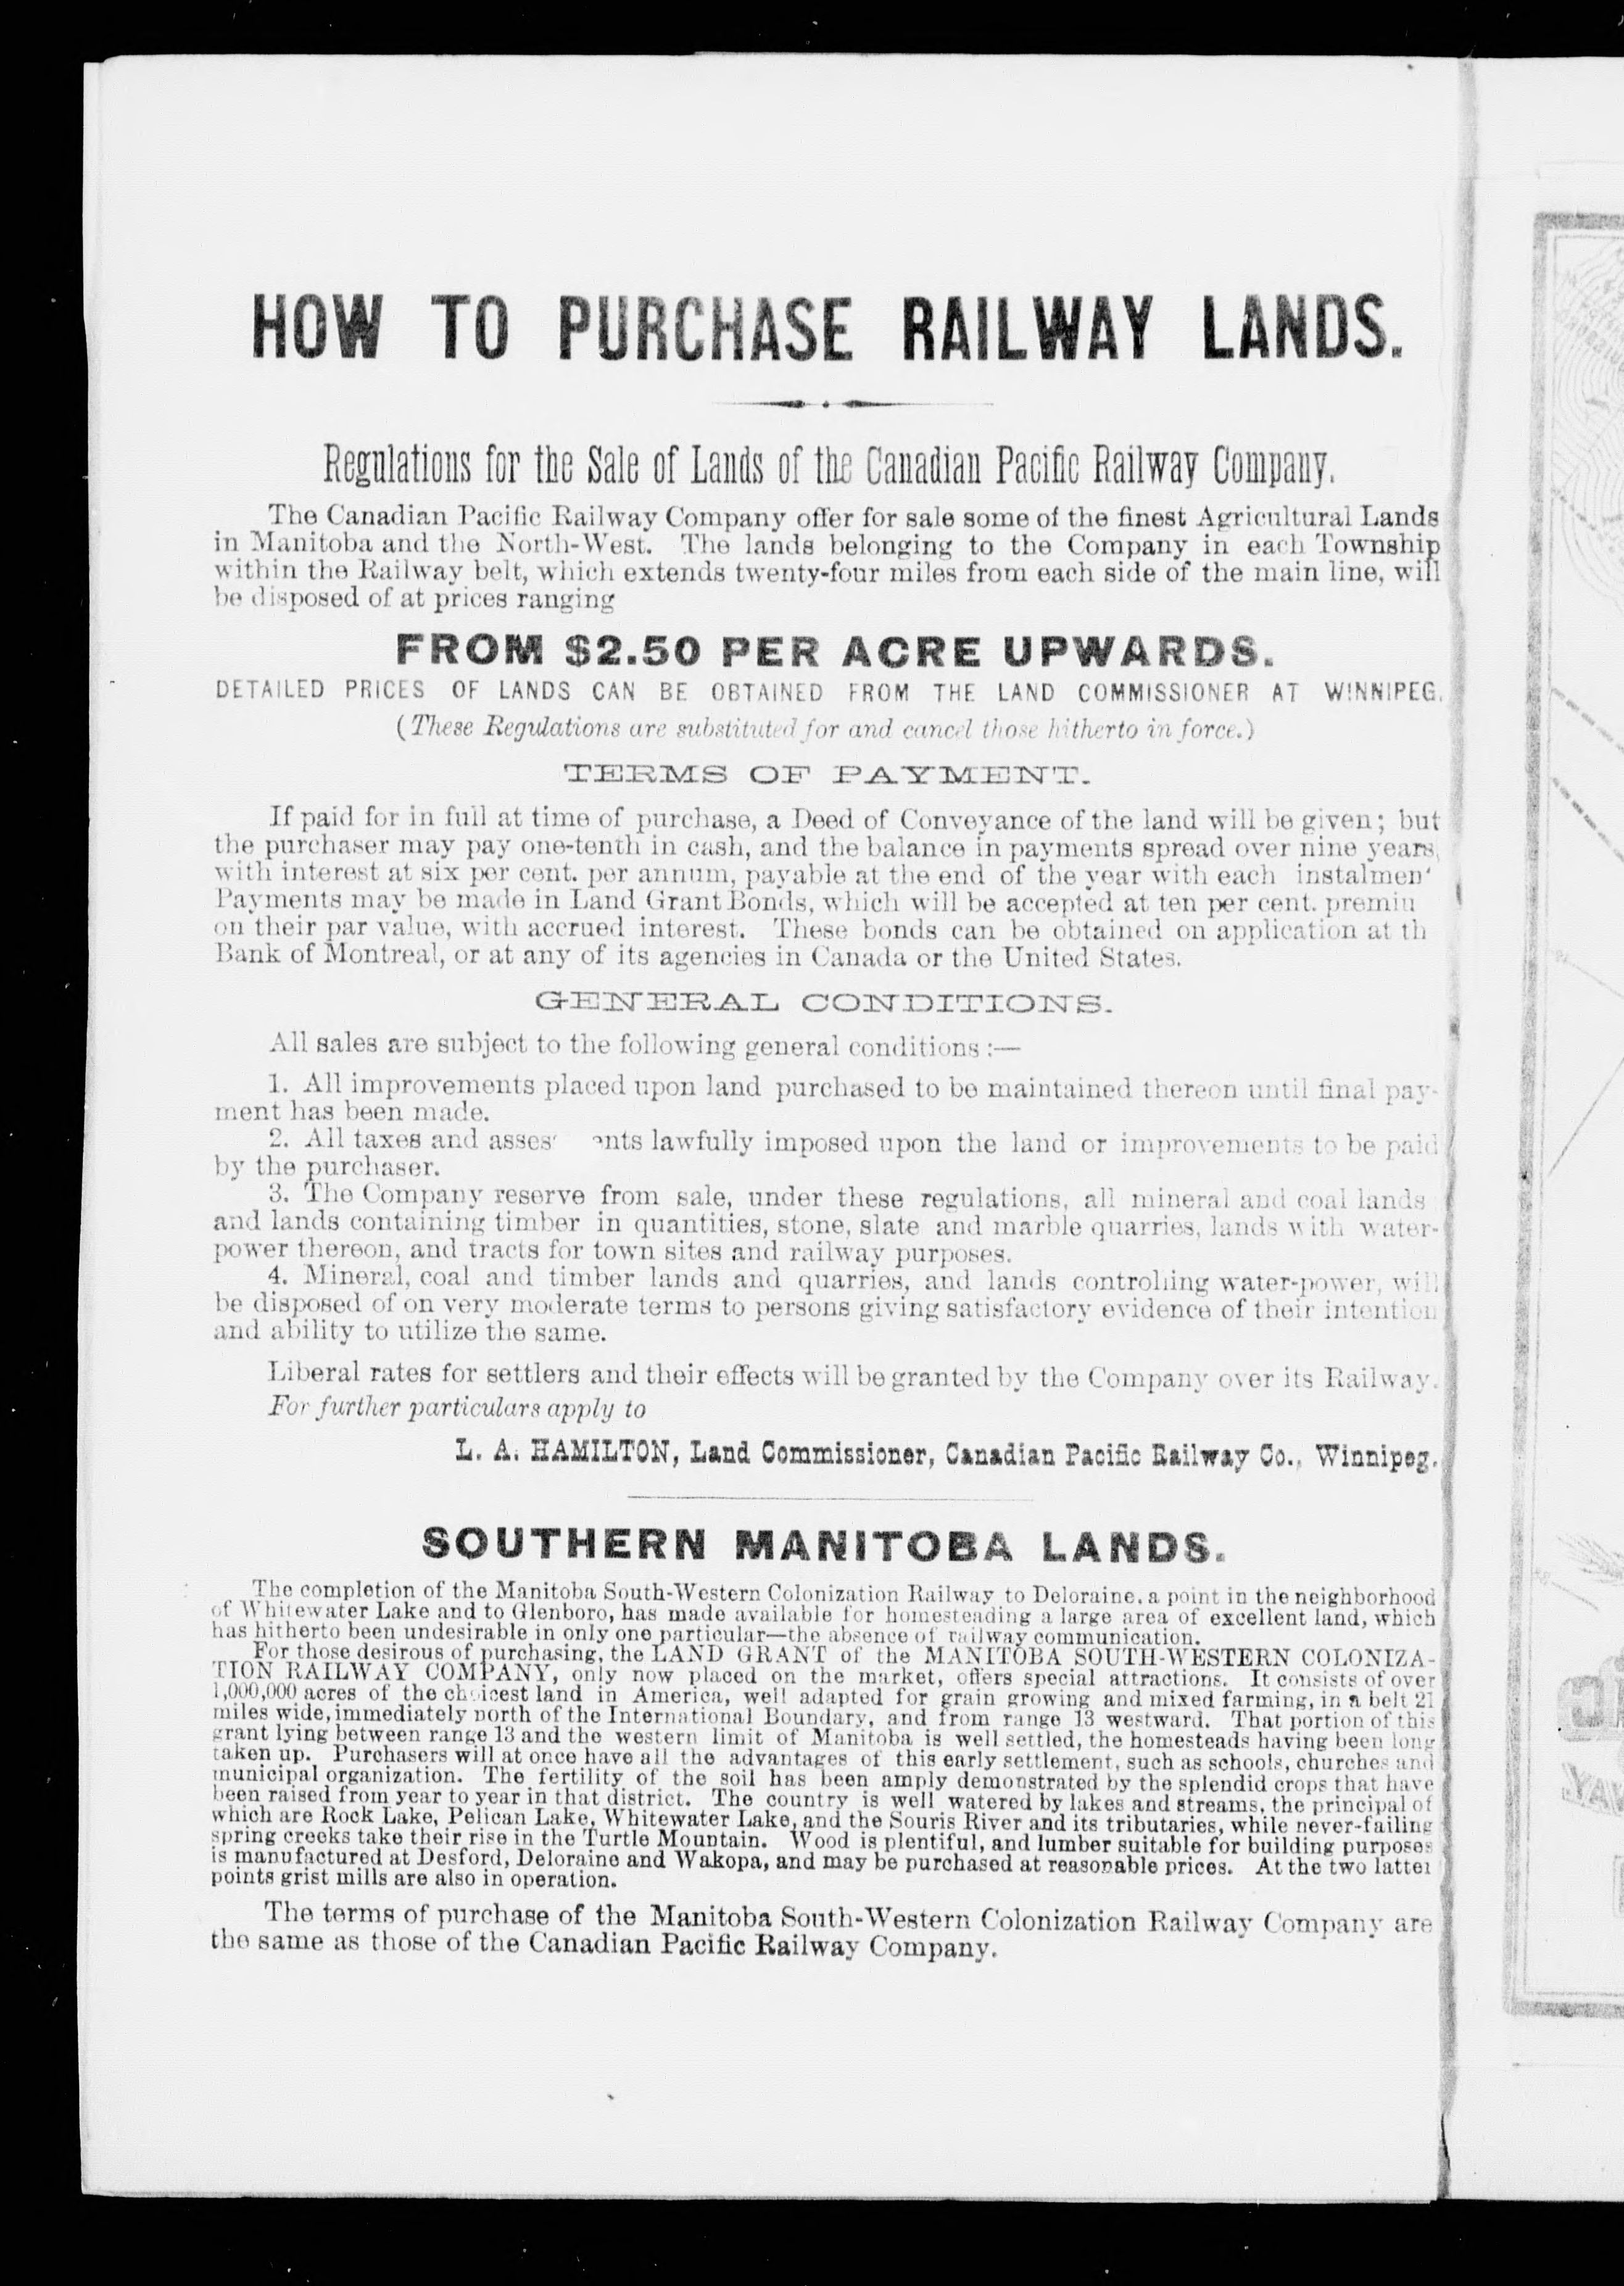 HOW TO PURCHASE RAILWAY LANDS.
Regulations for the Sale of Lands of the Canadian Pacific Railway Company.
The Canadian Pacific Railway Company offer for sale some of the finest Agricultural Lands
in Manitoba and the North-West. The lands belonging to the Company in each Township
within the Railway belt, which extends twenty-four miles from each side of the main line, will
be disposed of at prices ranging
FROM $2.50 PER ACRE UPWARDS.
DETAILED PRICES OF LANDS CAN BE OBTAINED FROM THE LAND COMMISSIONER AT WINNIPEG.
(These Regulations are substituted for and cancel those hitherto in force.)
TERMS OF PAYMENT.
If paid for in full at time of purchase, a Deed of Conveyance of the land will be given; but
the purchaser may pay one-tenth in cash, and the balance in payments spread over nine years,
with interest at six per cent. per annum, payable at the end of the year with each instalmen
Payments may be made in Land Grant Bonds, which will be accepted at ten per cent. premiu
on their par value, with accrued interest. These bonds can be obtained on application at th
Bank of Montreal, or at any of its agencies in Canada or the United States.
GENERAL CONDITIONS.
All sales are subject to the following general conditions :—
1. All improvements placed upon land purchased to be maintained thereon until final pay-
ment has been made.
2. All taxes and asses nts lawfully imposed upon the land or improvements to be paid
by the purchaser.
3. The Company reserve from sale, under these regulations, all mineral and coal lands
and lands containing timber in quantities, stone, slate and marble quarries, lands with water-
power thereon, and tracts for town sites and railway purposes.
4. Mineral, coal and timber lands and quarries, and lands controlling water-power, will
be disposed of on very moderate terms to persons giving satisfactory evidence of their intention
and ability to utilize the same.
Liberal rates for settlers and their effects will be granted by the Company over its Railway.
For further particulars apply to
L. A. HAMILTON, Land Commissioner, Canadian Pacific Railway Co., Winnipeg.
SOUTHERN MANITOBA LANDS.
The completion of the Manitoba South-Western Colonization Railway to Deloraine, a point in the neighborhood
of Whitewater Lake and to Glenboro, has made available for homesteading a large area of excellent land, which
has hitherto been undesirable in only one particular—the absence of railway communication.
For those desirous of purchasing, the LAND GRANT of the MANITOBA SOUTH-WESTERN COLONIZA-
TION RAILWAY COMPANY, only now placed on the market, offers special attractions. It consists of over
1,000,000 acres of the choicest land in America, well adapted for grain growing and mixed farming, in a belt 21
miles wide, immediately north of the International Boundary, and from range 13 westward. That portion of this
grant lying between range 13 and the western limit of Manitoba is well settled, the homesteads having been long
taken up. Purchasers will at once have all the advantages of this early settlement, such as schools, churches and
municipal organization. The fertility of the soil has been amply demonstrated by the splendid crops that have
been raised from year to year in that district. The country is well watered by lakes and streams, the principal of
which are Rock Lake, Pelican Lake, Whitewater Lake, and the Souris River and its tributaries, while never-failing
spring creeks take their rise in the Turtle Mountain. Wood is plentiful, and lumber suitable for building purposes
is manufactured at Desford, Deloraine and Wakopa, and may be purchased at reasonable prices. At the two latter
points grist mills are also in operation.
The terms of purchase of the Manitoba South-Western Colonization Railway Company are
the same as those of the Canadian Pacific Railway Company.